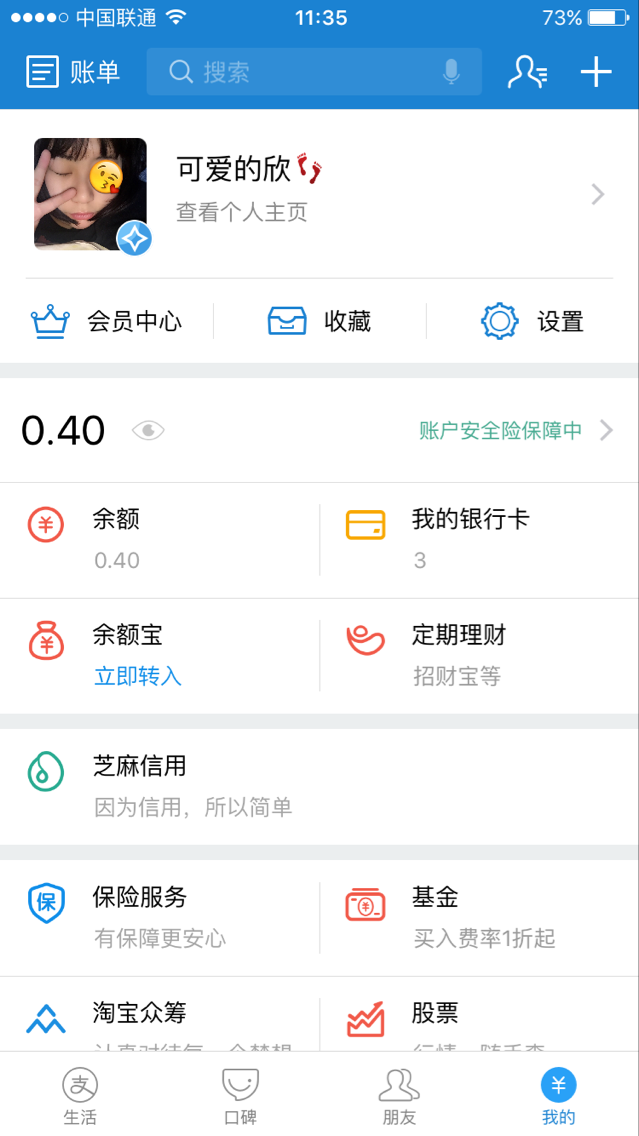 中国联通 11:35 73%
账单 搜索
可爱的欣
查看个人主页
会员中心 收藏 设置
0.40 账户安全险保障中
余额 我的银行卡
0.40 3
余额宝 定期理财
立即转入 招财宝等
芝麻信用
因为信用，所以简单
保 保险服务 基金
有保障更安心 买入费率1折起
淘宝众筹 股票
支
生活 口碑 朋友 我的